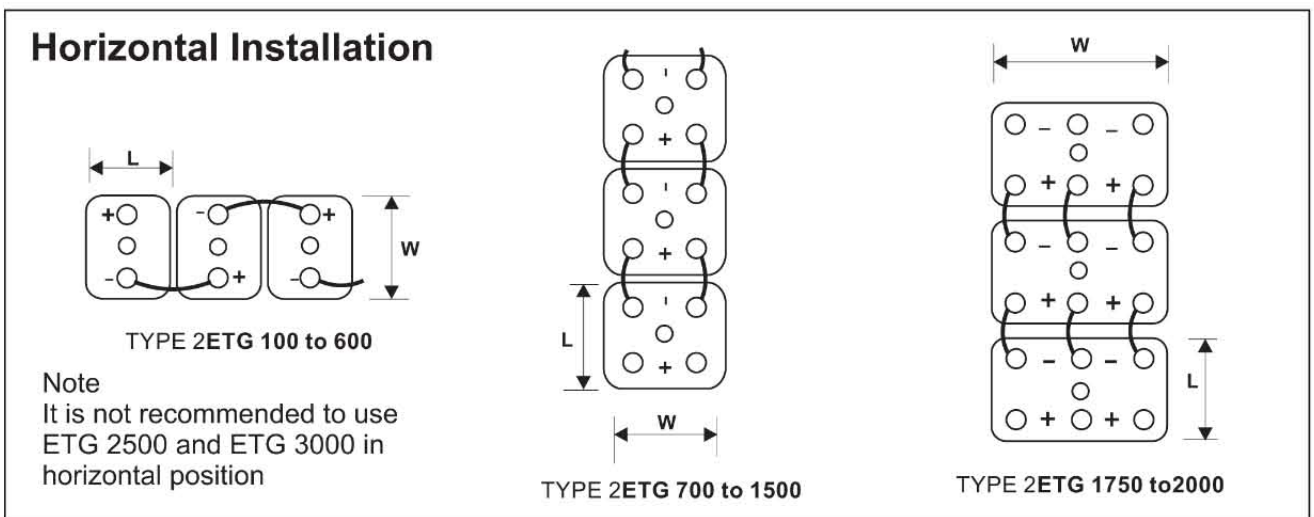 Horizontal Installation
L
+ - +
W
- + -
TYPE 2ETG 100 to 600
Note
It is not recommended to use
ETG 2500 and ETG 3000 in
horizontal position
-
+
-
+
-
L
+
W
TYPE 2ETG 700 to 1500
W
- -
+ +
- -
+ +
- -
L
+ +
TYPE 2ETG 1750 to2000